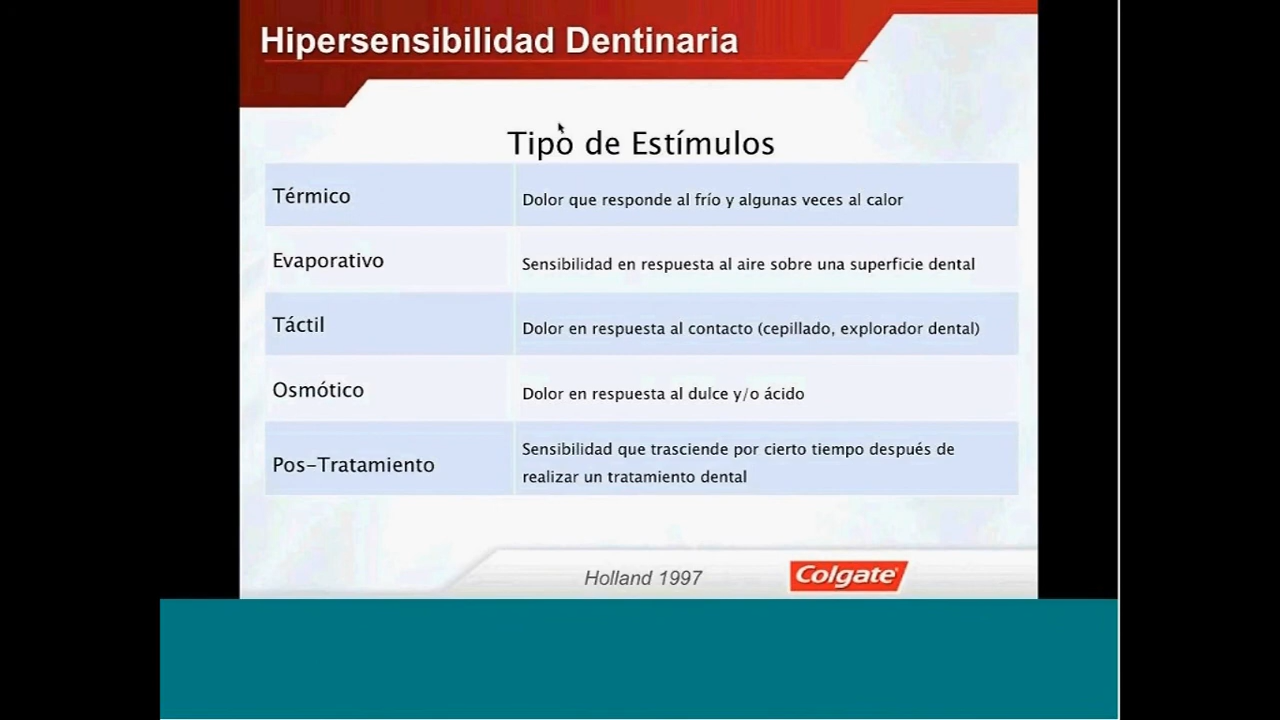 Hipersensibilidad Dentinaria
Tipo de Estímulos
Térmico
Dolor que responde al frío y algunas veces al calor
Evaporativo
Sensibilidad en respuesta al aire sobre una superficie dental
Táctil
Dolor en respuesta al contacto (cepillado, explorador dental)
Osmótico
Dolor en respuesta al dulce y/o ácido
Pos-Tratamiento
Sensibilidad que trasciende por cierto tiempo después de
realizar un tratamiento dental
Holland 1997
Colgate